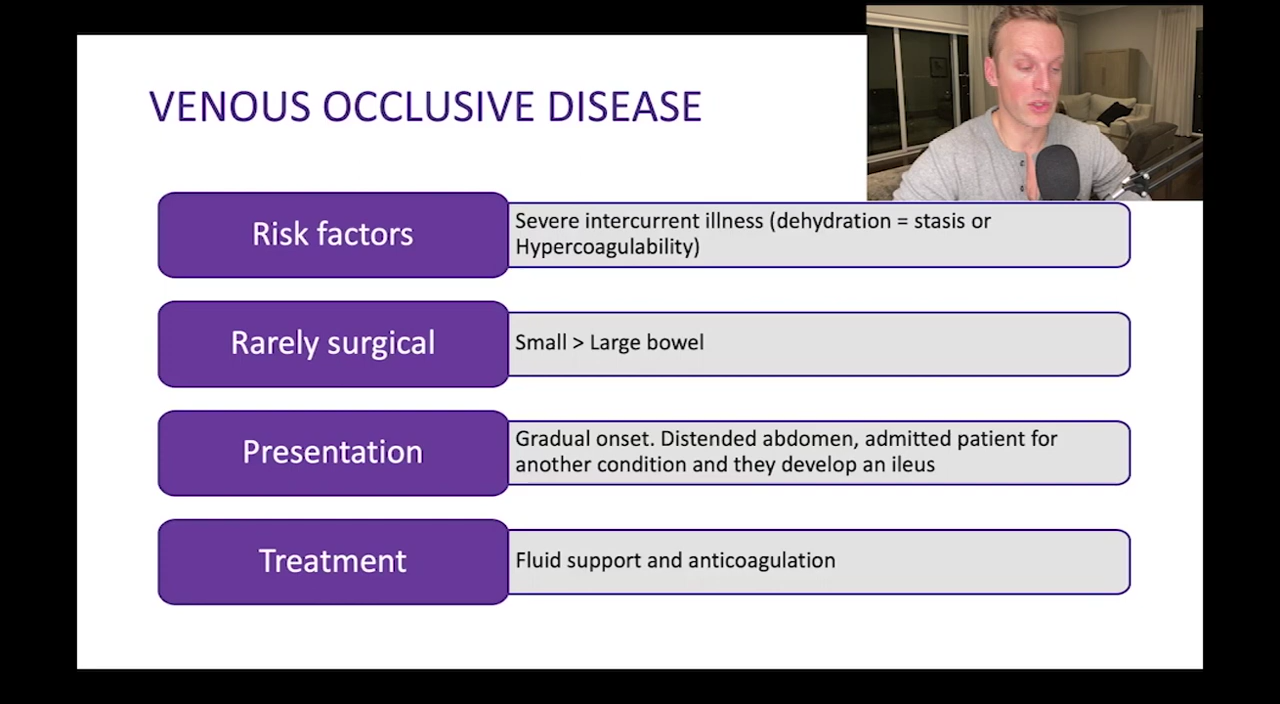 VENOUS OCCLUSIVE DISEASE
Risk factors
Severe intercurrent illness (dehydration = stasis or
Hypercoagulability)
Rarely surgical
Small > Large bowel
Presentation
Gradual onset. Distended abdomen, admitted patient for
another condition and they develop an ileus
Treatment
Fluid support and anticoagulation